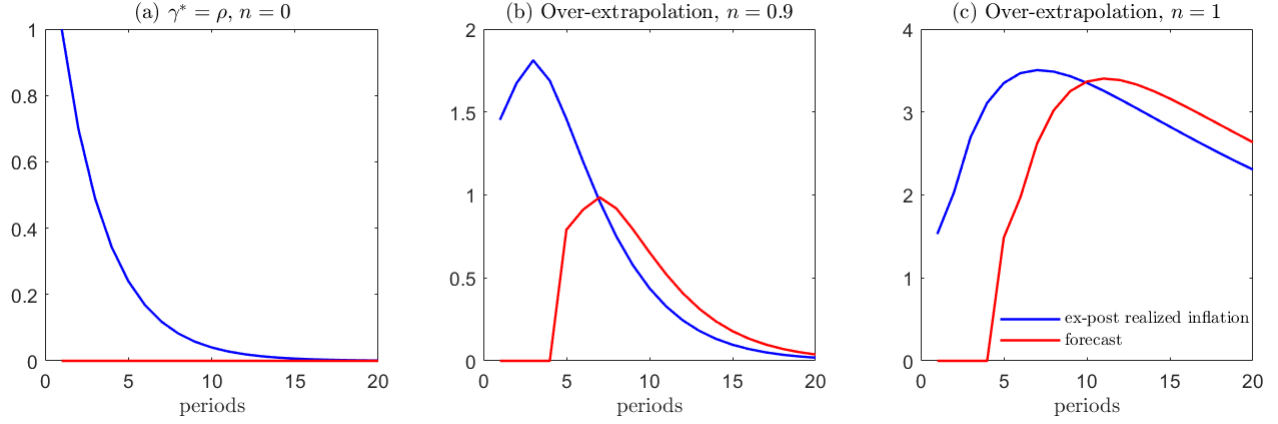 (a) γ* = ρ, n = 0
1
0.8
0.6
0.4
0.2
0
0 5 10 15 20
periods
(b) Over-extrapolation, n = 0.9
2
1.5
1
0.5
0
0 5 10 15 20
periods
(c) Over-extrapolation, n = 1
4
3
2
1
0
0 5 10 15 20
periods
ex-post realized inflation
forecast